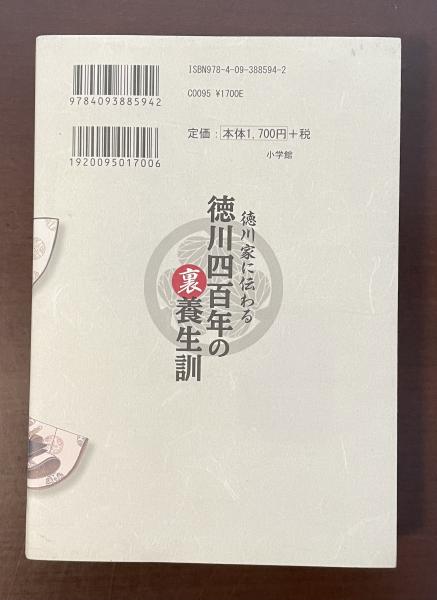 ISBN978-4-09-388594-2
9784093885942
C0095 ¥1700E
定価：本体1,700円+税
1920095017006
小学館
徳川家に伝わる
徳川四百年の
裏養生訓